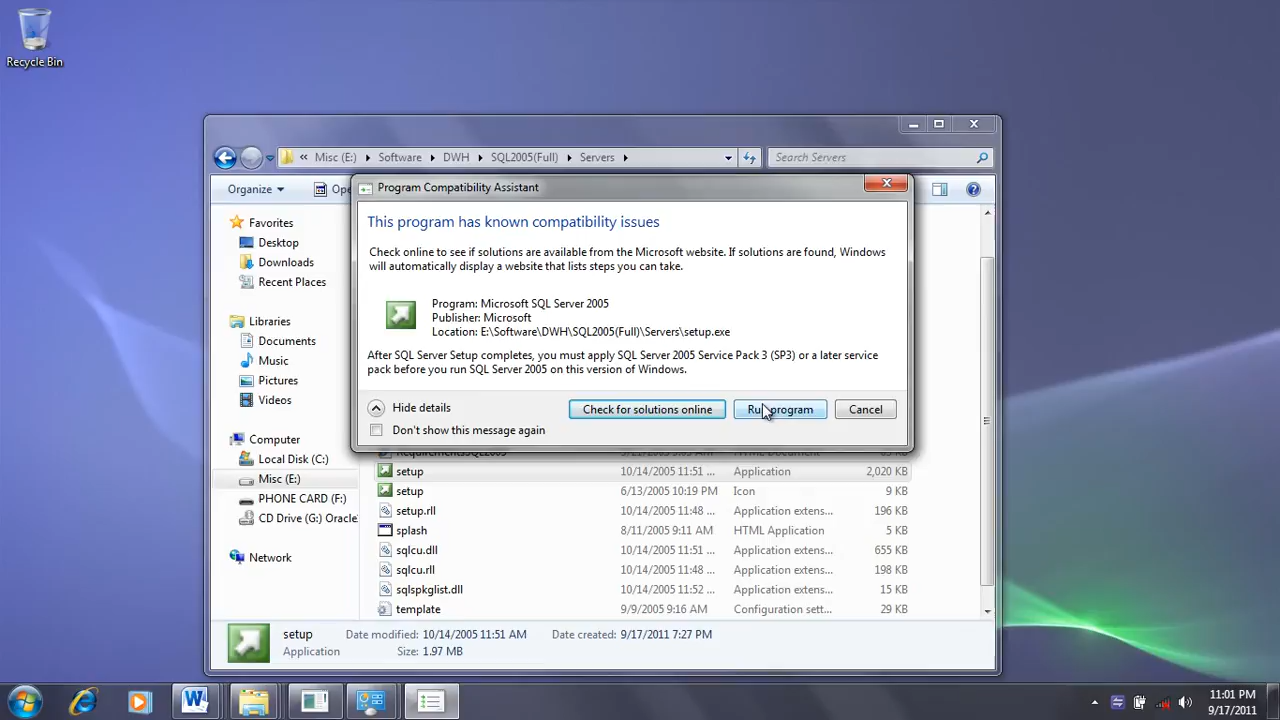 Recycle Bin
« Misc (E:) ▸ Software ▸ DWH ▸ SQL2005(Full) ▸ Servers ▸
Search Servers
Organize
Program Compatibility Assistant
This program has known compatibility issues
Check online to see if solutions are available from the Microsoft website. If solutions are found, Windows
will automatically display a website that lists steps you can take.
Program: Microsoft SQL Server 2005
Publisher: Microsoft
Location: E:\Software\DWH\SQL2005(Full)\Servers\setup.exe
After SQL Server Setup completes, you must apply SQL Server 2005 Service Pack 3 (SP3) or a later service
pack before you run SQL Server 2005 on this version of Windows.
Hide details
Check for solutions online
Run program
Cancel
Don't show this message again
Favorites
Desktop
Downloads
Recent Places
Libraries
Documents
Music
Pictures
Videos
Computer
Local Disk (C:)
Misc (E:)
PHONE CARD (F:)
CD Drive (G:) Oracle
Network
setup 10/14/2005 11:51 ... Application 2,020 KB
setup 6/13/2005 10:19 PM Icon 9 KB
setup.rll 10/14/2005 11:48 ... Application extens... 196 KB
splash 8/11/2005 9:11 AM HTML Application 5 KB
sqlcu.dll 10/14/2005 11:51 ... Application extens... 655 KB
sqlcu.rll 10/14/2005 11:48 ... Application extens... 198 KB
sqlspkglist.dll 10/14/2005 11:52 ... Application extens... 15 KB
template 9/9/2005 9:16 AM Configuration sett... 29 KB
setup Date modified: 10/14/2005 11:51 AM Date created: 9/17/2011 7:27 PM
Application Size: 1.97 MB
11:01 PM
9/17/2011